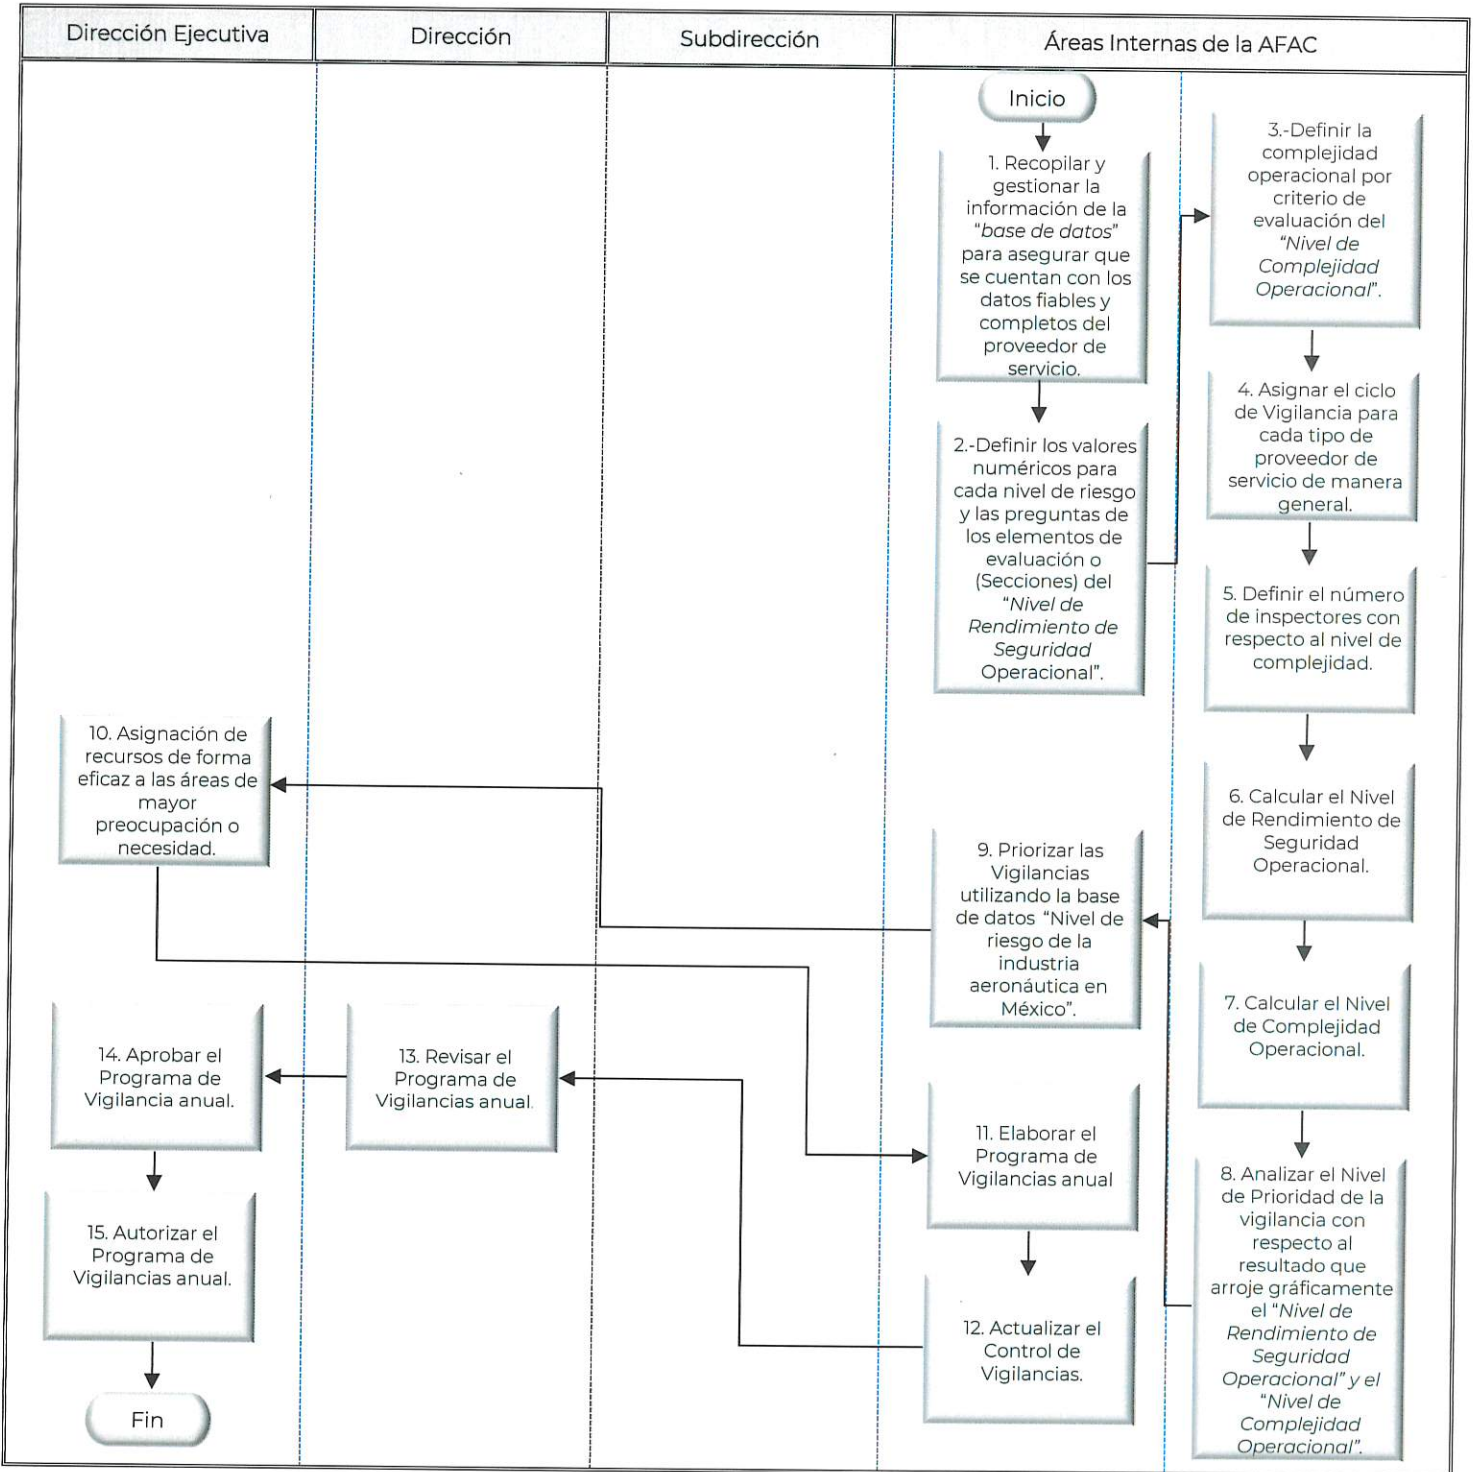 Dirección Ejecutiva
Dirección
Subdirección
Áreas Internas de la AFAC
Inicio
1. Recopilar y
gestionar la
información de la
"base de datos"
para asegurar que
se cuentan con los
datos fiables y
completos del
proveedor de
servicio.
2.-Definir los valores
numéricos para
cada nivel de riesgo
y las preguntas de
los elementos de
evaluación o
(Secciones) del
"Nivel de
Rendimiento de
Seguridad
Operacional".
3.-Definir la
complejidad
operacional por
criterio de
evaluación del
"Nivel de
Complejidad
Operacional".
4. Asignar el ciclo
de Vigilancia para
cada tipo de
proveedor de
servicio de manera
general.
5. Definir el número
de inspectores con
respecto al nivel de
complejidad.
6. Calcular el Nivel
de Rendimiento de
Seguridad
Operacional.
7. Calcular el Nivel
de Complejidad
Operacional.
8. Analizar el Nivel
de Prioridad de la
vigilancia con
respecto al
resultado que
arroje gráficamente
el "Nivel de
Rendimiento de
Seguridad
Operacional" y el
"Nivel de
Complejidad
Operacional".
9. Priorizar las
Vigilancias
utilizando la base
de datos "Nivel de
riesgo de la
industria
aeronáutica en
México".
10. Asignación de
recursos de forma
eficaz a las áreas de
mayor
preocupación o
necesidad.
11. Elaborar el
Programa de
Vigilancias anual
12. Actualizar el
Control de
Vigilancias.
13. Revisar el
Programa de
Vigilancias anual.
14. Aprobar el
Programa de
Vigilancia anual.
15. Autorizar el
Programa de
Vigilancias anual.
Fin